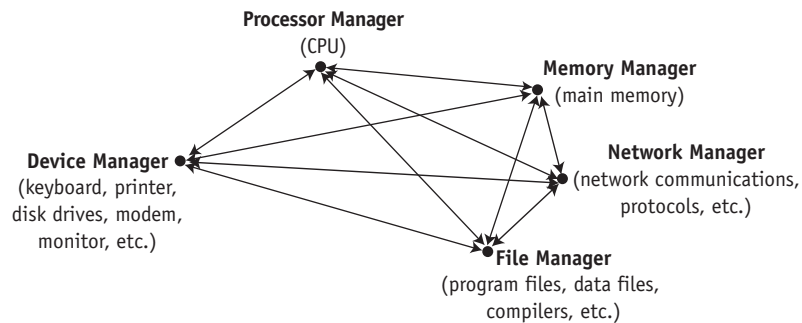 Processor Manager
(CPU)
Memory Manager
(main memory)
Device Manager
(keyboard, printer,
disk drives, modem,
monitor, etc.)
Network Manager
(network communications,
protocols, etc.)
File Manager
(program files, data files,
compilers, etc.)